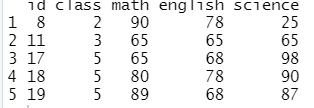 id class math english science
1 8 2 90 78 25
2 11 3 65 65 65
3 17 5 65 68 98
4 18 5 80 78 90
5 19 5 89 68 87